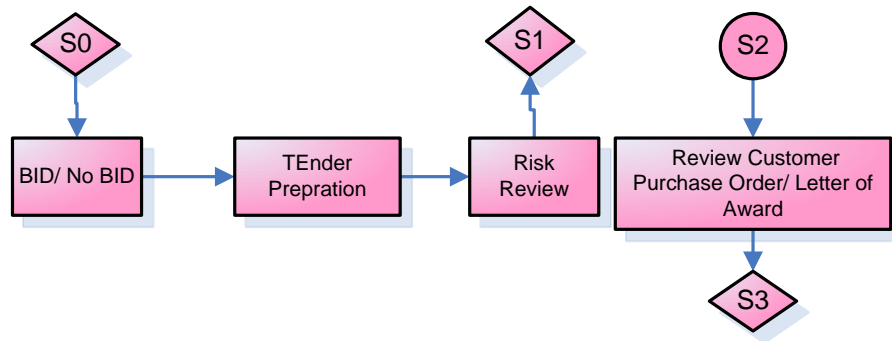 S0
S1
S2
BID/ No BID
TEnder
Prepration
Risk
Review
Review Customer
Purchase Order/ Letter of
Award
S3